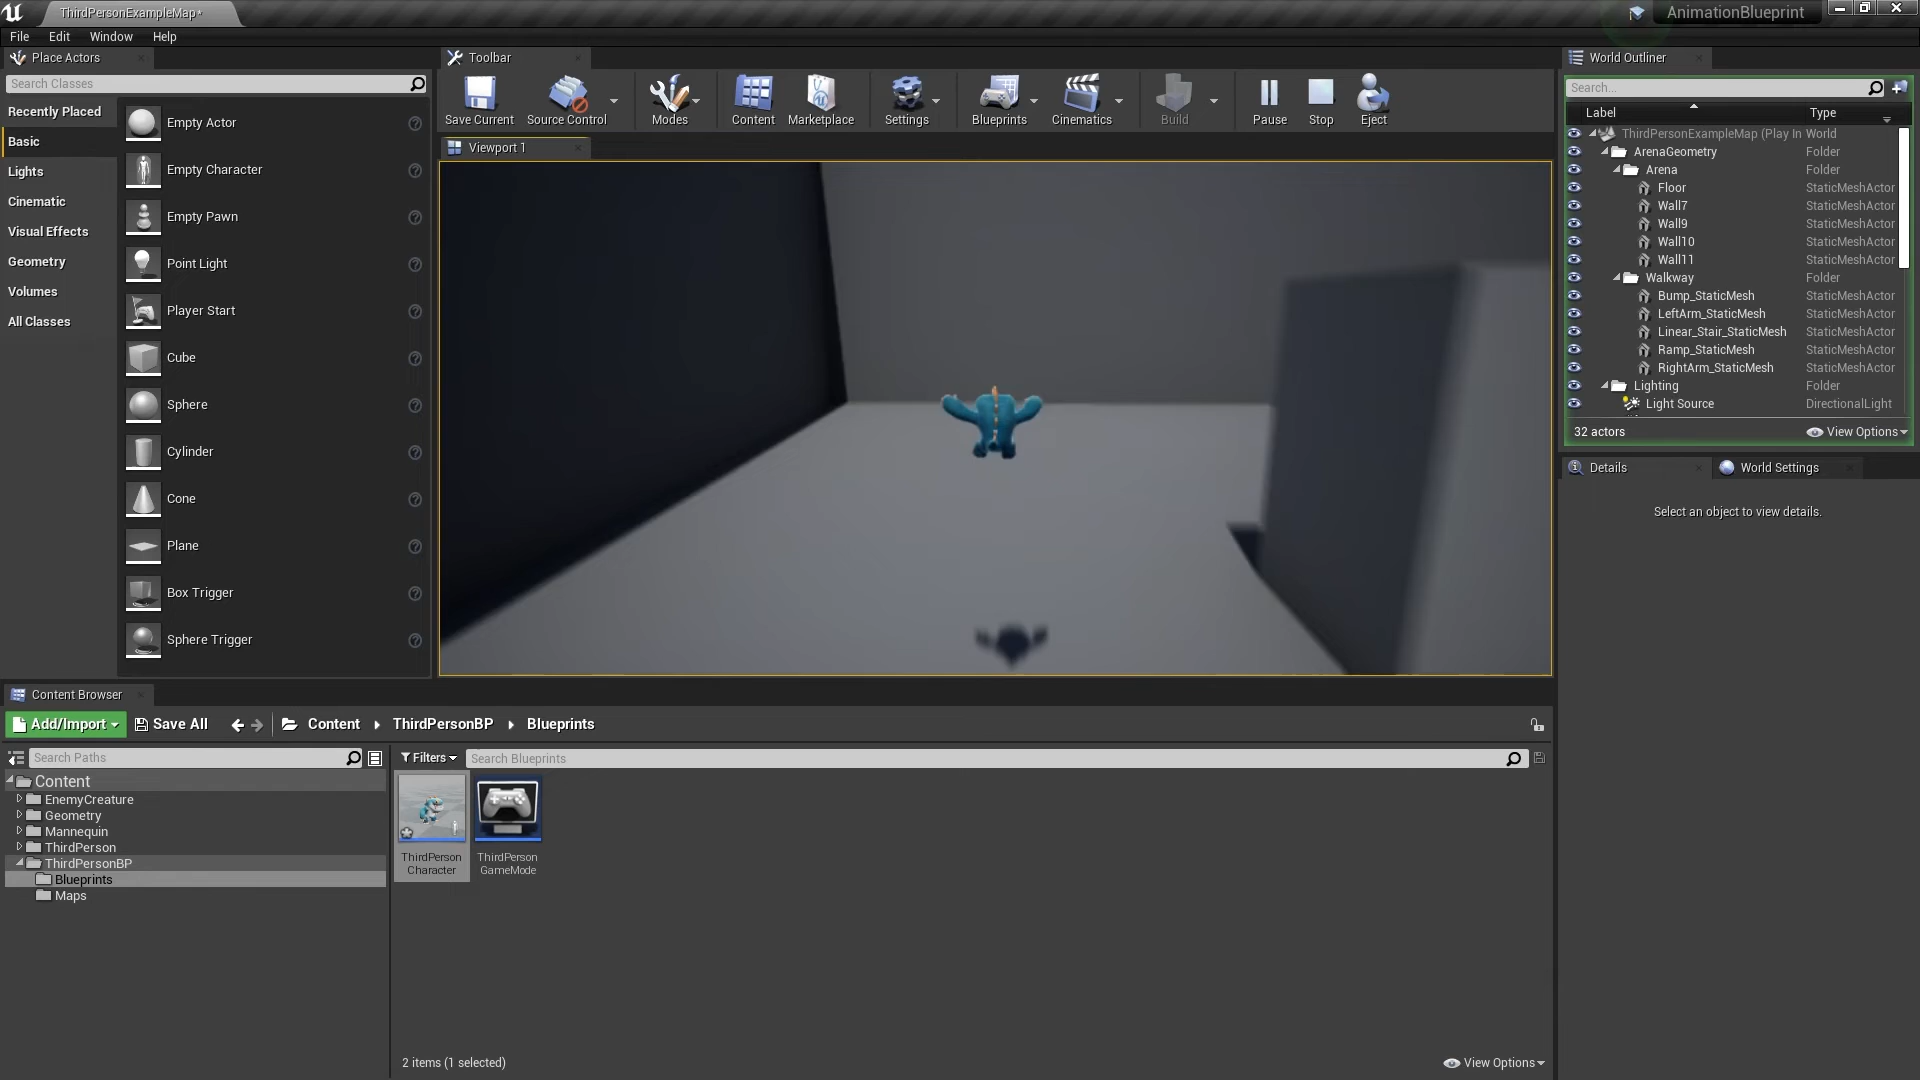 ThirdPersonExampleMap*
AnimationBlueprint
File Edit Window Help
Place Actors
Search Classes
Recently Placed
Basic
Lights
Cinematic
Visual Effects
Geometry
Volumes
All Classes
Empty Actor
Empty Character
Empty Pawn
Point Light
Player Start
Cube
Sphere
Cylinder
Cone
Plane
Box Trigger
Sphere Trigger
Toolbar
Save Current
Source Control
Modes
Content
Marketplace
Settings
Blueprints
Cinematics
Build
Pause
Stop
Eject
Viewport 1
World Outliner
Search...
Label Type
ThirdPersonExampleMap (Play In World
ArenaGeometry Folder
Arena Folder
Floor StaticMeshActor
Wall7 StaticMeshActor
Wall9 StaticMeshActor
Wall10 StaticMeshActor
Wall11 StaticMeshActor
Walkway Folder
Bump_StaticMesh StaticMeshActor
LeftArm_StaticMesh StaticMeshActor
Linear_Stair_StaticMesh StaticMeshActor
Ramp_StaticMesh StaticMeshActor
RightArm_StaticMesh StaticMeshActor
Lighting Folder
Light Source DirectionalLight
32 actors
View Options
Details
World Settings
Select an object to view details.
Content Browser
Add/Import
Save All
Content
ThirdPersonBP
Blueprints
Search Paths
Content
EnemyCreature
Geometry
Mannequin
ThirdPerson
ThirdPersonBP
Blueprints
Maps
Filters
Search Blueprints
ThirdPerson
Character
ThirdPerson
GameMode
2 items (1 selected)
View Options